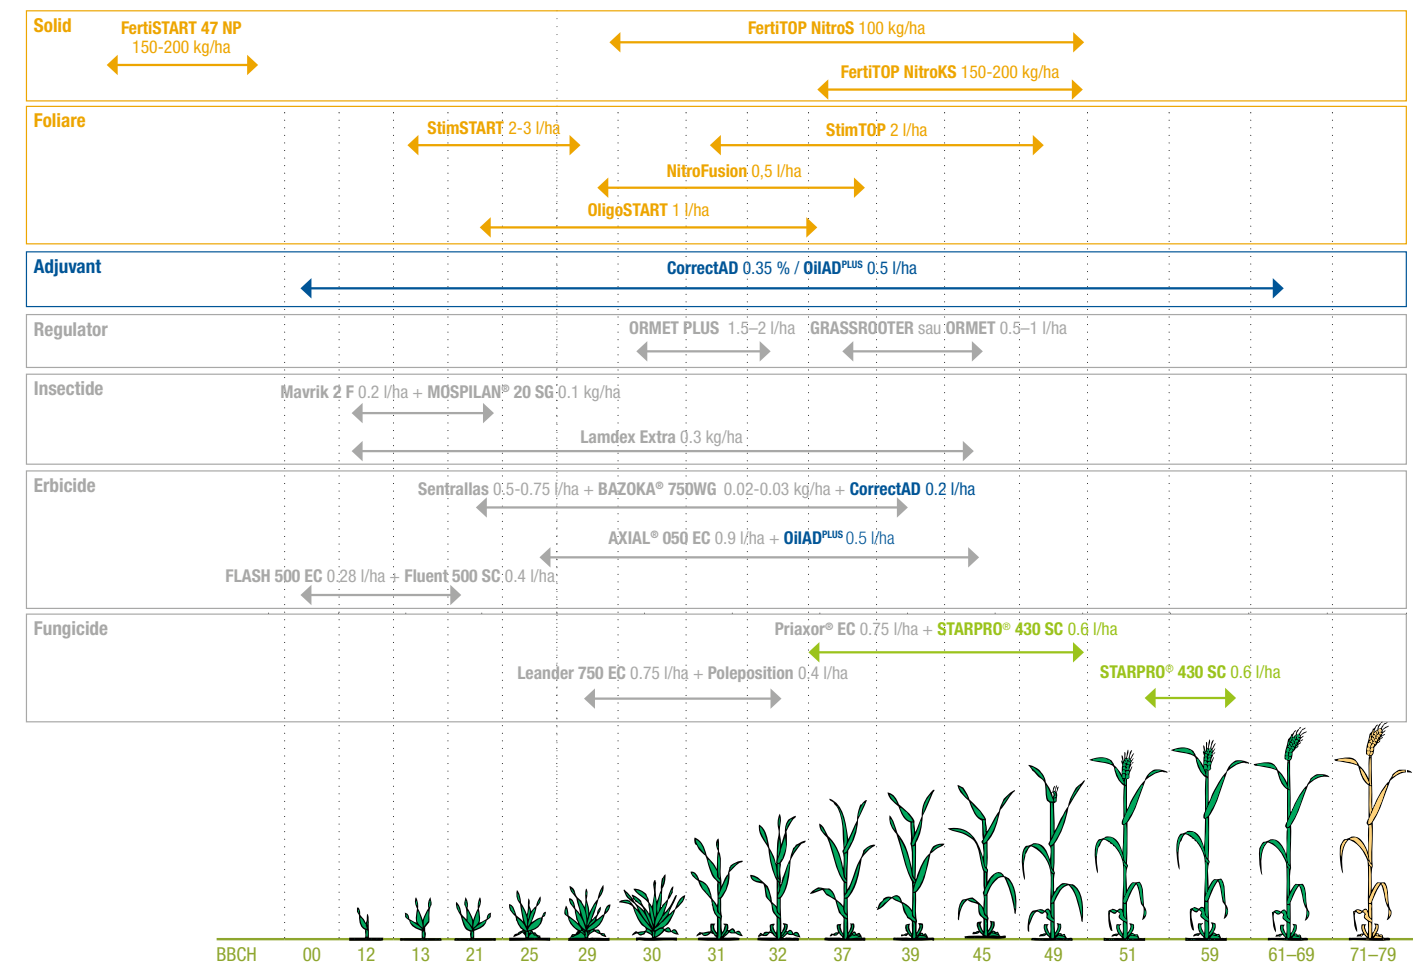 Solid
FertiSTART 47 NP
150-200 kg/ha
FertiTOP NitroS 100 kg/ha
FertiTOP NitroKS 150-200 kg/ha
Foliare
StimSTART 2-3 l/ha
StimTOP 2 l/ha
NitroFusion 0,5 l/ha
OligoSTART 1 l/ha
Adjuvant
CorrectAD 0.35 % / OilADPLUS 0.5 l/ha
Regulator
ORMET PLUS 1.5–2 l/ha
GRASSROOTER sau ORMET 0.5–1 l/ha
Insectide
Mavrik 2 F 0.2 l/ha + MOSPILAN® 20 SG 0.1 kg/ha
Lamdex Extra 0.3 kg/ha
Erbicide
Sentrallas 0.5-0.75 l/ha + BAZOKA® 750WG 0.02-0.03 kg/ha + CorrectAD 0.2 l/ha
AXIAL® 050 EC 0.9 l/ha + OilADPLUS 0.5 l/ha
FLASH 500 EC 0.28 l/ha + Fluent 500 SC 0.4 l/ha
Fungicide
Priaxor® EC 0.75 l/ha + STARPRO® 430 SC 0.6 l/ha
Leander 750 EC 0.75 l/ha + Poleposition 0.4 l/ha
STARPRO® 430 SC 0.6 l/ha
BBCH 00 12 13 21 25 29 30 31 32 37 39 45 49 51 59 61–69 71–79